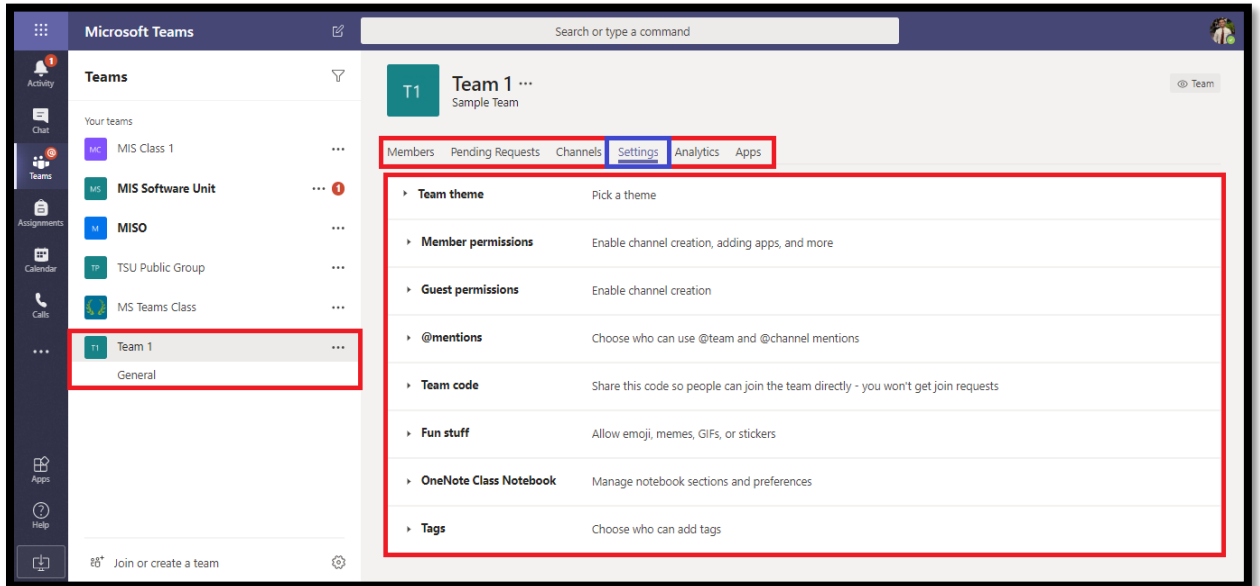 Microsoft Teams
Search or type a command
1
Activity
Chat
@
Teams
Assignments
Calendar
Calls
Apps
Help
Teams
Your teams
MC MIS Class 1
MS MIS Software Unit 1
M MISO
TP TSU Public Group
MS Teams Class
T1 Team 1
General
Join or create a team
T1
Team 1
Sample Team
Team
Members Pending Requests Channels Settings Analytics Apps
Team theme Pick a theme
Member permissions Enable channel creation, adding apps, and more
Guest permissions Enable channel creation
@mentions Choose who can use @team and @channel mentions
Team code Share this code so people can join the team directly - you won't get join requests
Fun stuff Allow emoji, memes, GIFs, or stickers
OneNote Class Notebook Manage notebook sections and preferences
Tags Choose who can add tags